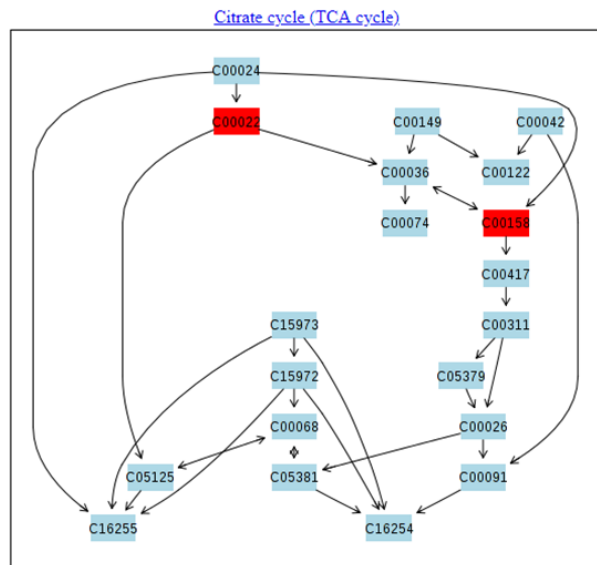 Citrate cycle (TCA cycle)
C00024
C00022
C00149
C00042
C00036
C00122
C00074
C00158
C00417
C15973
C00311
C15972
C05379
C00068
C00026
C05125
C05381
C00091
C16255
C16254